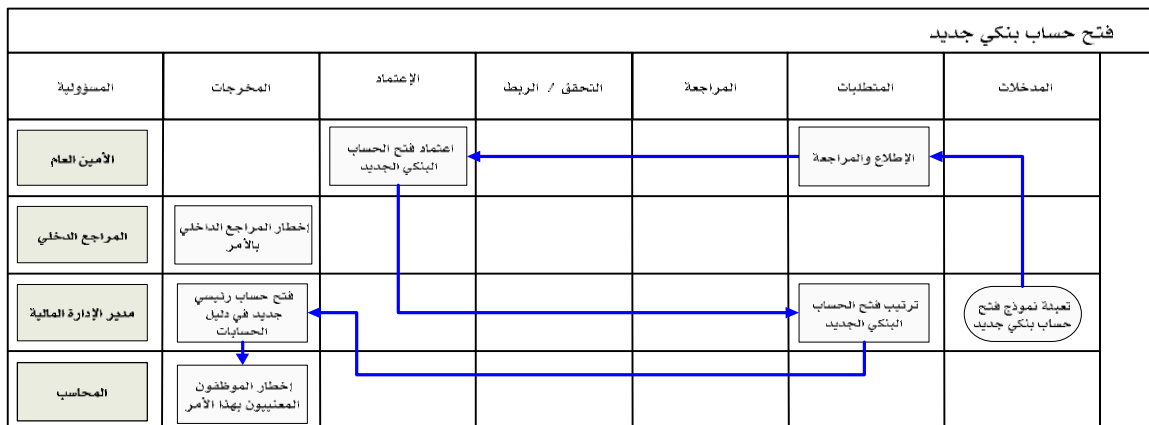 فتح حساب بنكي جديد
المدخلات
المتطلبات
المراجعة
التحقق / الربط
الإعتماد
المخرجات
المسؤولية
الإطلاع والمراجعة
اعتماد فتح الحساب
البنكي الجديد
الأمين العام
إخطار المراجع الداخلي
بالأمر
المراجع الدخلي
تعبئة نموذج فتح
حساب بنكي جديد
ترتيب فتح الحساب
البنكي الجديد
فتح حساب رئيسي
جديد في دليل
الحسابات
مدير الإدارة المالية
إخطار الموظفون
المعنييون بهذا الأمر
المحاسب